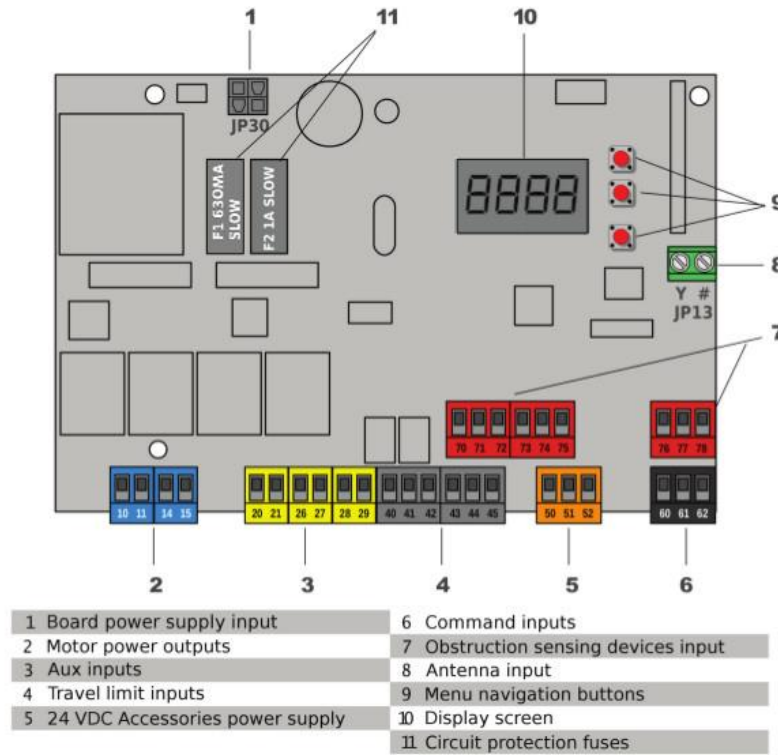 1 11 10
JP30
F1 630MA SLOW
F2 1A SLOW
8888
9
8
Y #
JP13
7
70 71 72 73 74 75 76 77 78
10 11 14 15 20 21 26 27 28 29 40 41 42 43 44 45 50 51 52 60 61 62
2 3 4 5 6
1 Board power supply input
2 Motor power outputs
3 Aux inputs
4 Travel limit inputs
5 24 VDC Accessories power supply
6 Command inputs
7 Obstruction sensing devices input
8 Antenna input
9 Menu navigation buttons
10 Display screen
11 Circuit protection fuses